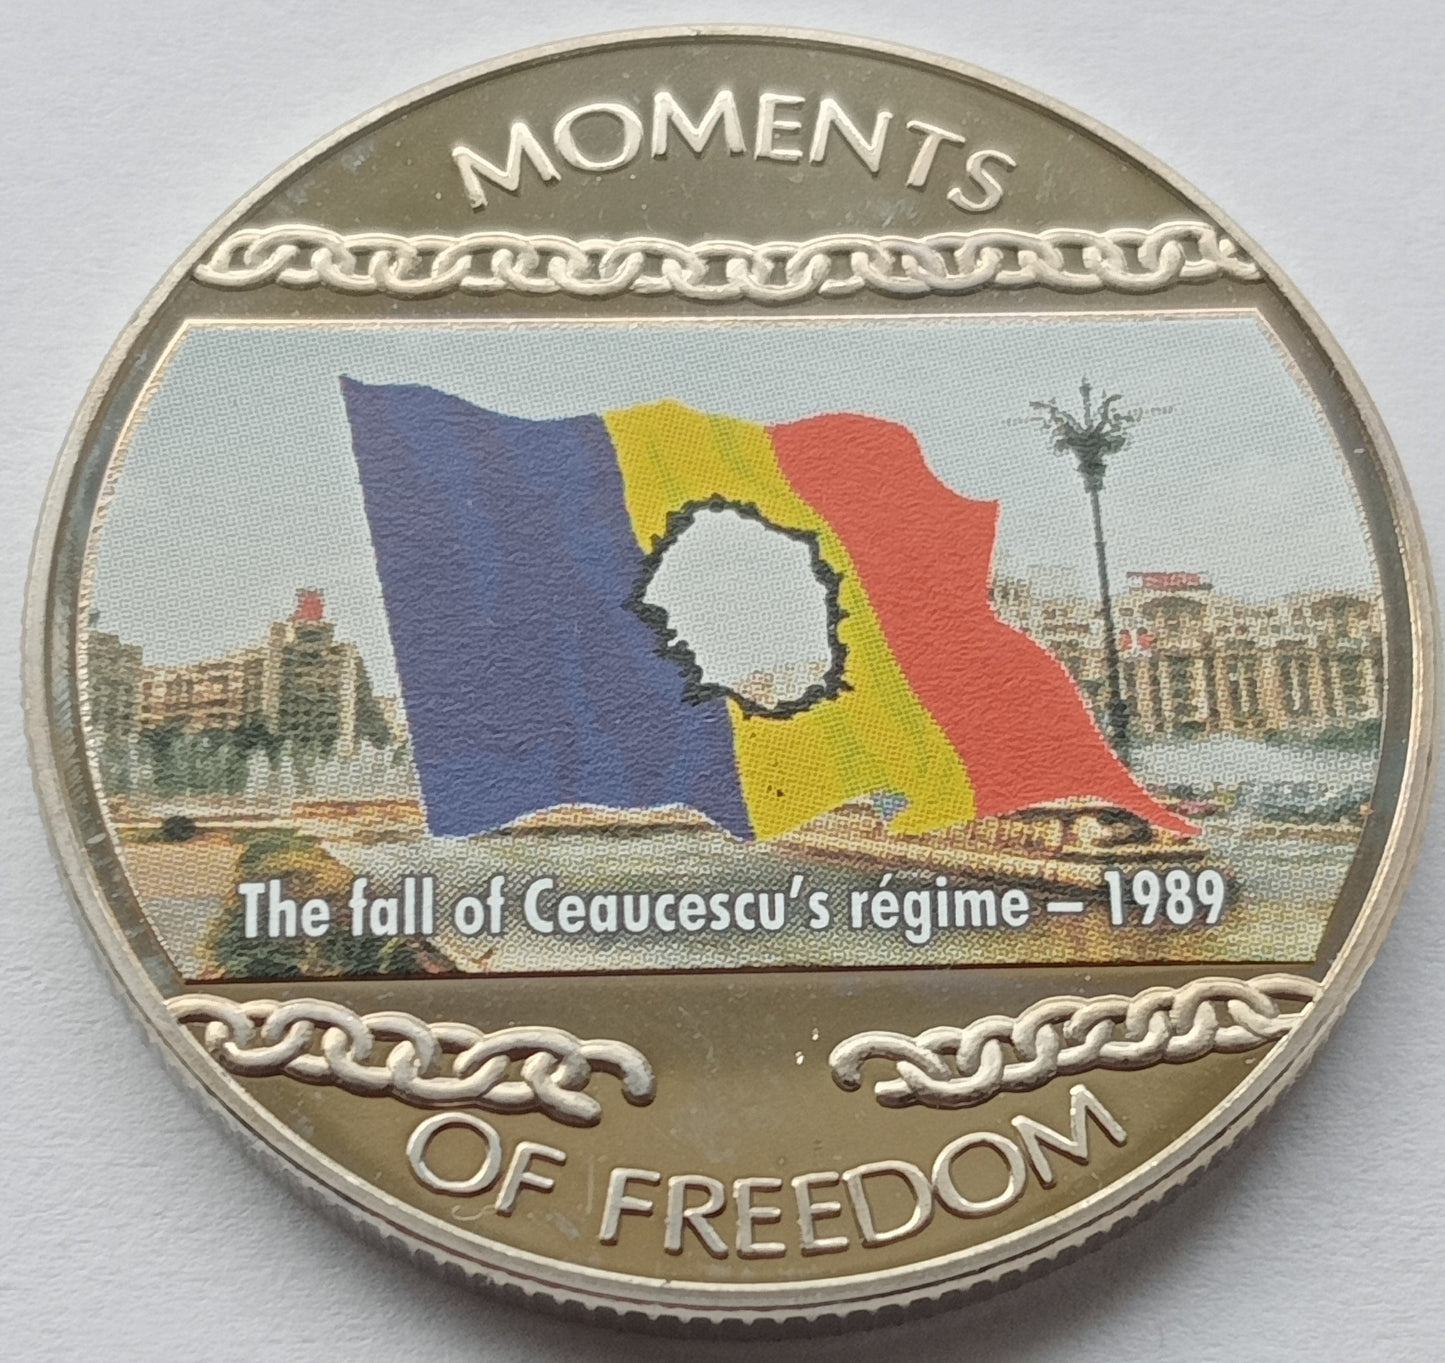 MOMENTS
The fall of Ceaucescu's régime – 1989
OF FREEDOM